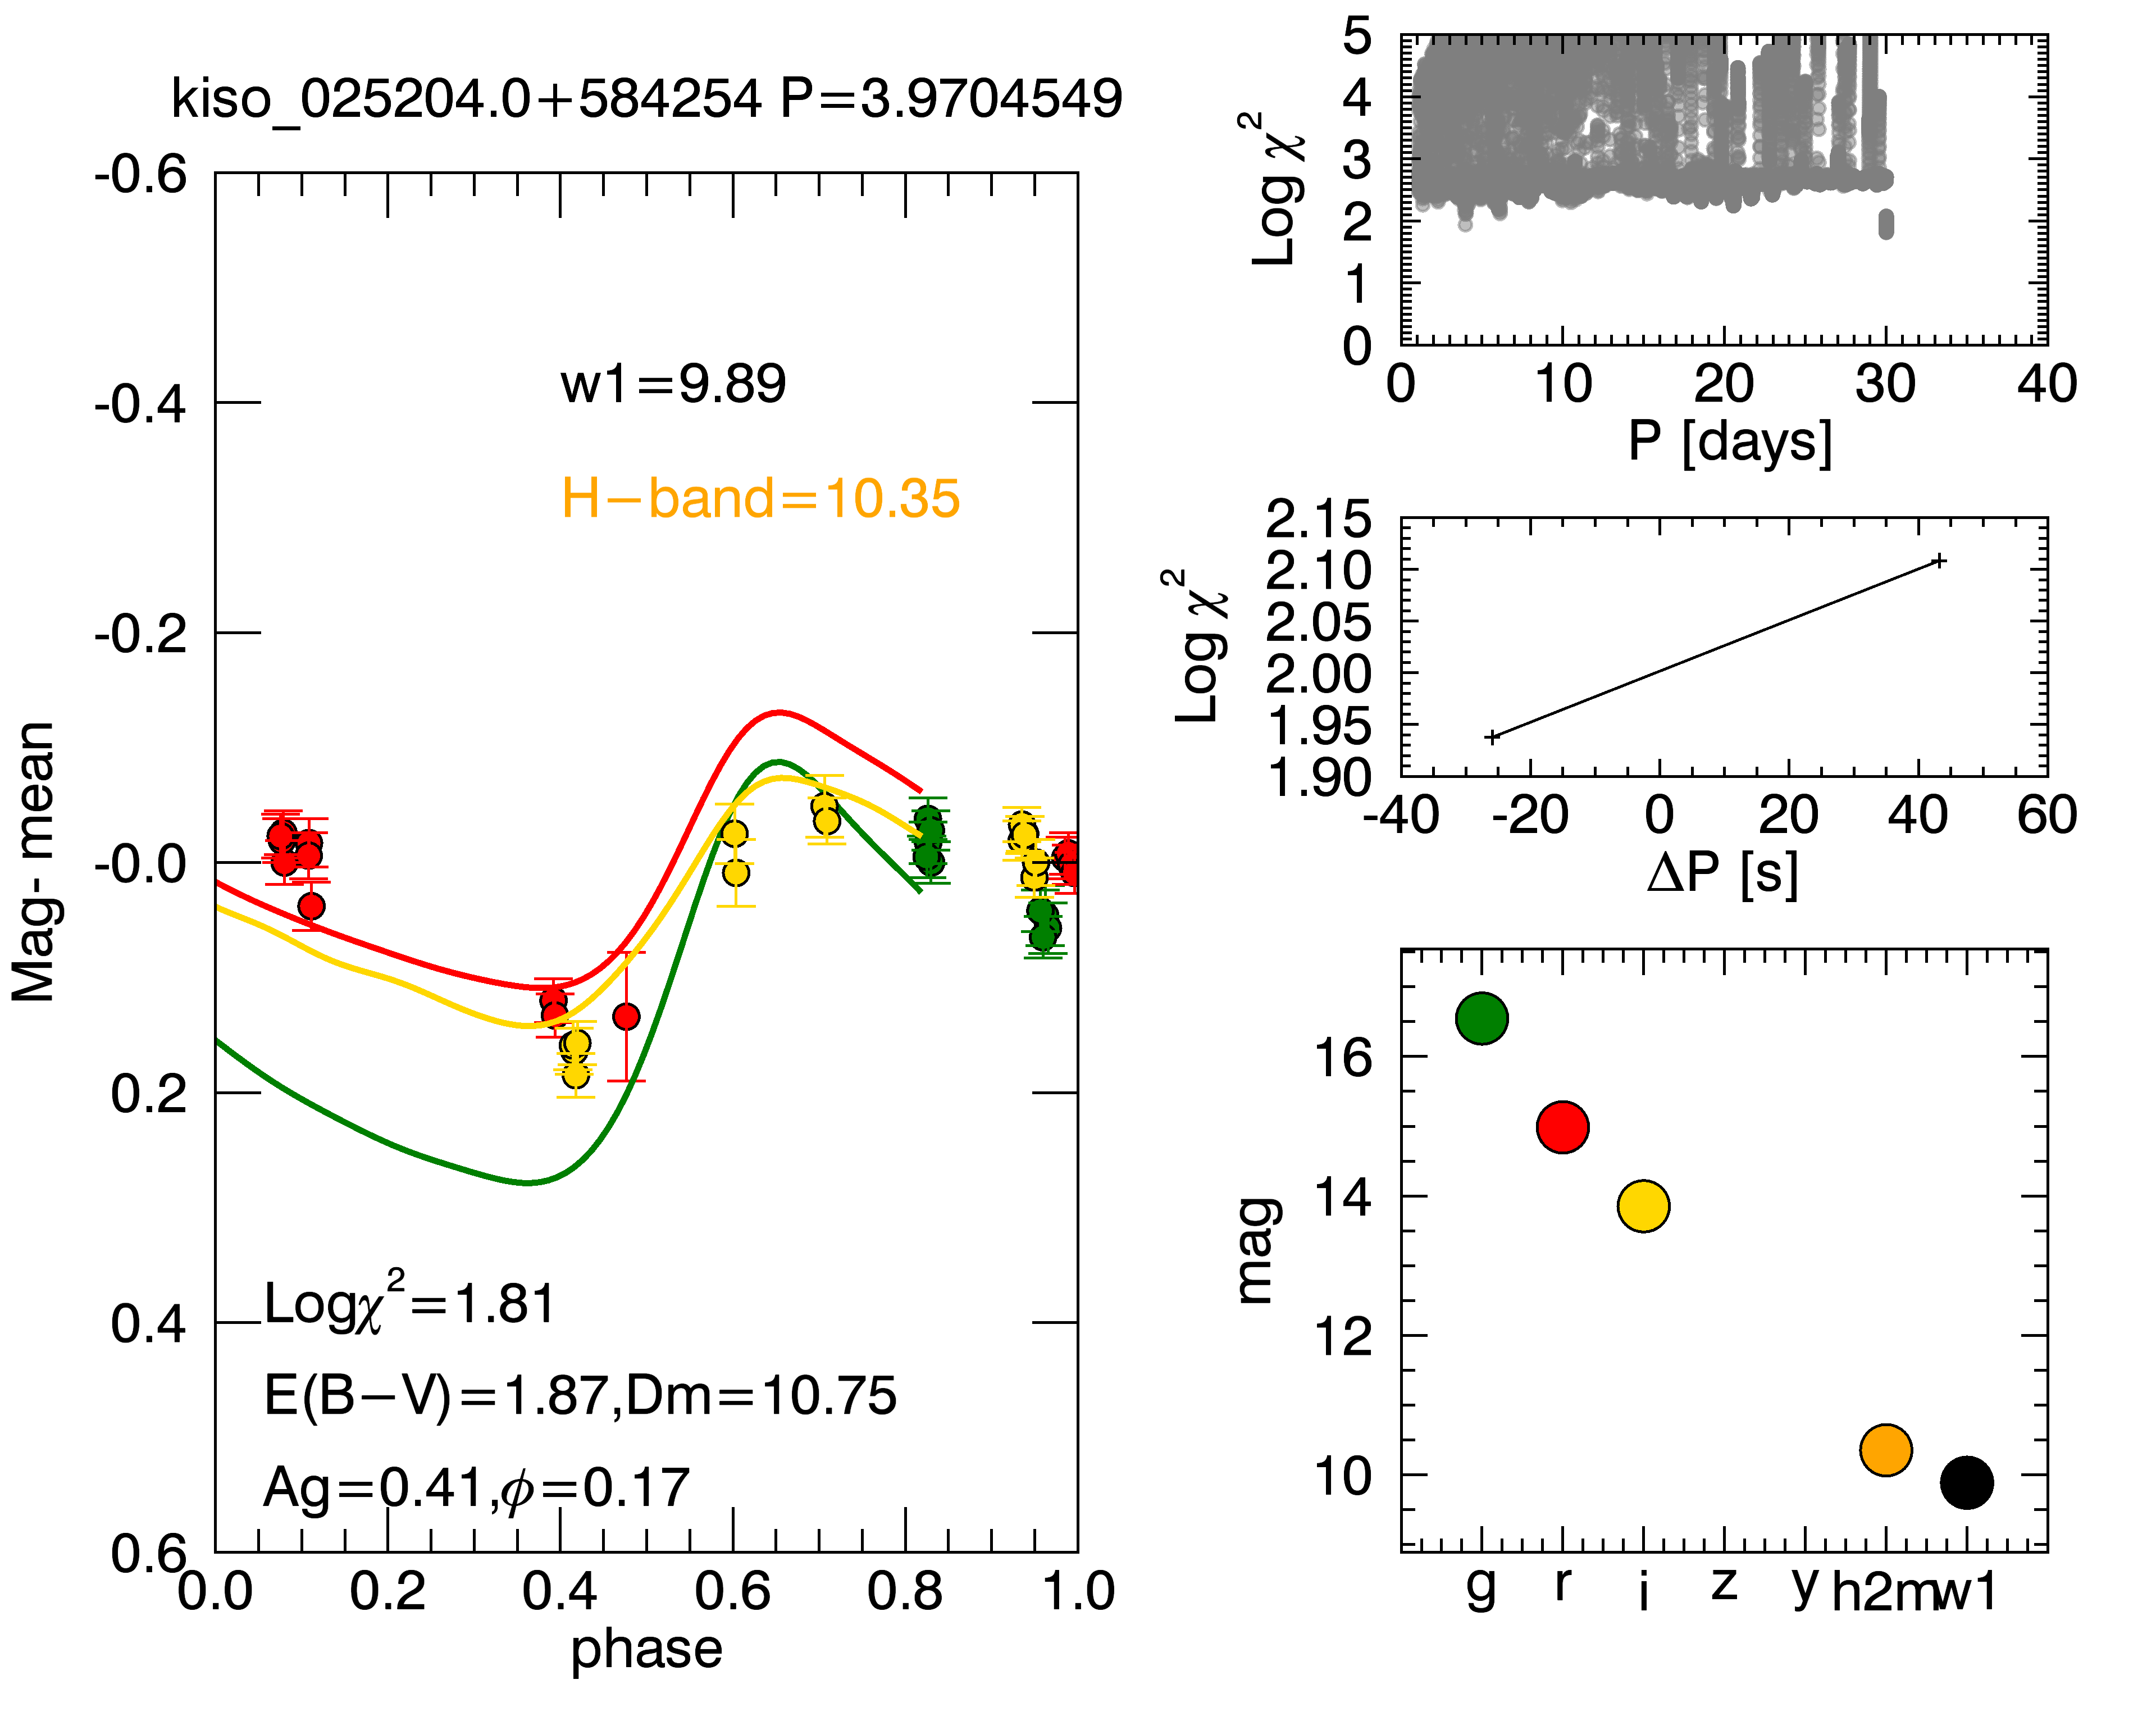 kiso_025204.0+584254 P=3.9704549
-0.6
-0.4
-0.2
-0.0
0.2
0.4
0.6
Mag- mean
w1=9.89
H−band=10.35
Logχ²=1.81
E(B−V)=1.87,Dm=10.75
Ag=0.41,ϕ=0.17
0.0 0.2 0.4 0.6 0.8 1.0
phase
5
4
3
2
1
0
Log χ²
0 10 20 30 40
P [days]
2.15
2.10
2.05
2.00
1.95
1.90
Log χ²
-40 -20 0 20 40 60
ΔP [s]
16
14
12
10
mag
g r i z y h2m w1